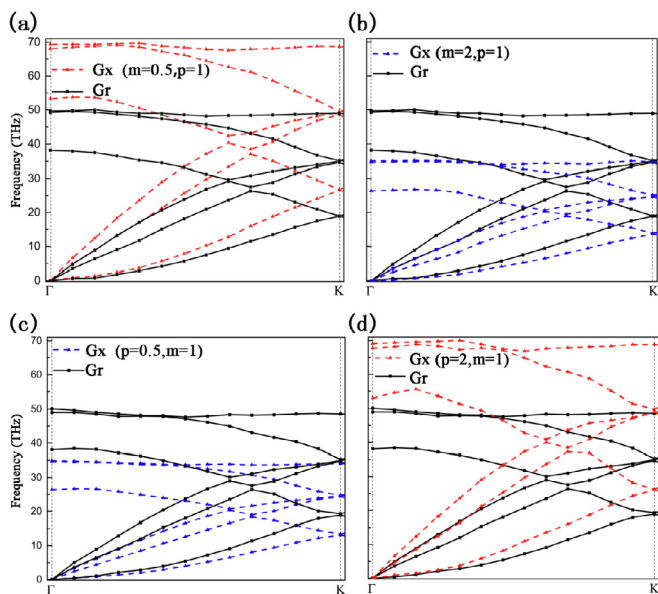 (a)
70
60
50
40
30
20
10
0
Frequency (THz)
Gx (m=0.5,p=1)
Gr
Γ
K
(b)
Gx (m=2,p=1)
Gr
Γ
K
(c)
70
60
50
40
30
20
10
0
Frequency (THz)
Gx (p=0.5,m=1)
Gr
Γ
K
(d)
Gx (p=2,m=1)
Gr
Γ
K